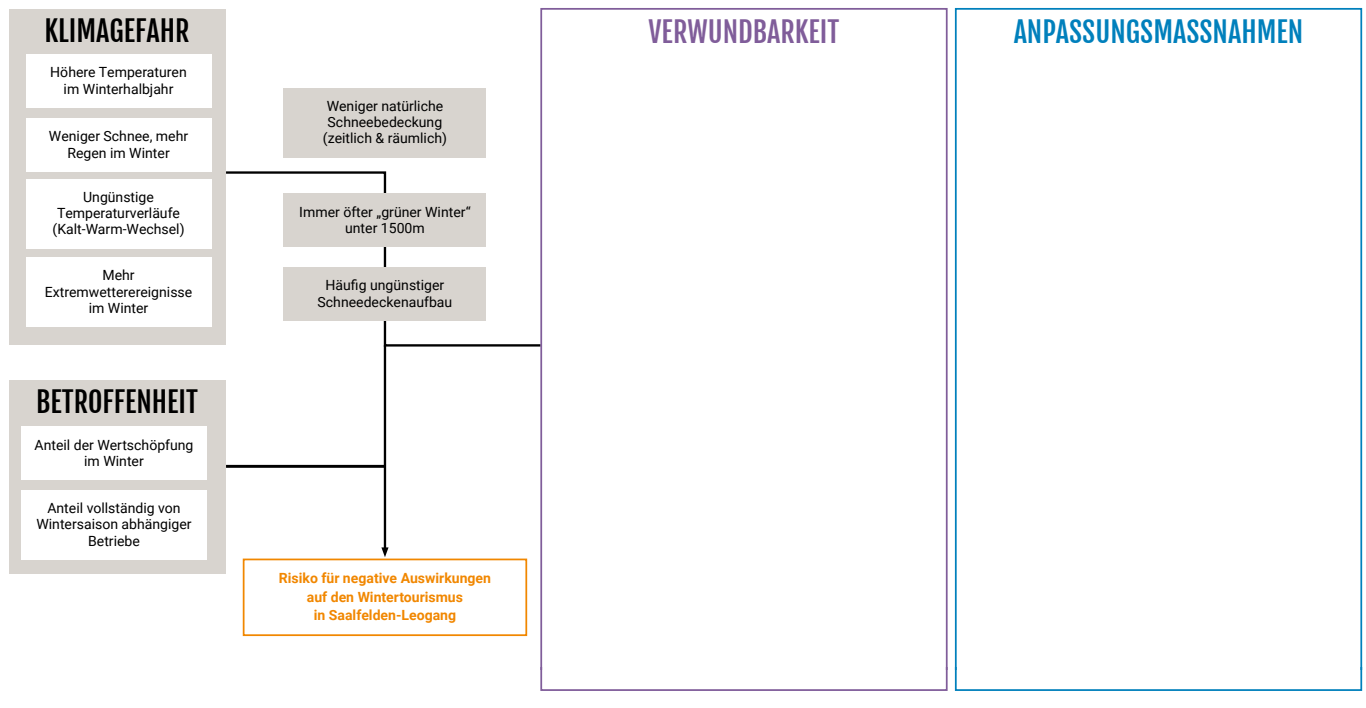 KLIMAGEFAHR
Höhere Temperaturen
im Winterhalbjahr
Weniger Schnee, mehr
Regen im Winter
Ungünstige
Temperaturverläufe
(Kalt-Warm-Wechsel)
Mehr
Extremwetterereignisse
im Winter
BETROFFENHEIT
Anteil der Wertschöpfung
im Winter
Anteil vollständig von
Wintersaison abhängiger
Betriebe
Weniger natürliche
Schneebedeckung
(zeitlich & räumlich)
Immer öfter „grüner Winter“
unter 1500m
Häufig ungünstiger
Schneedeckenaufbau
Risiko für negative Auswirkungen
auf den Wintertourismus
in Saalfelden-Leogang
VERWUNDBARKEIT
ANPASSUNGSMASSNAHMEN